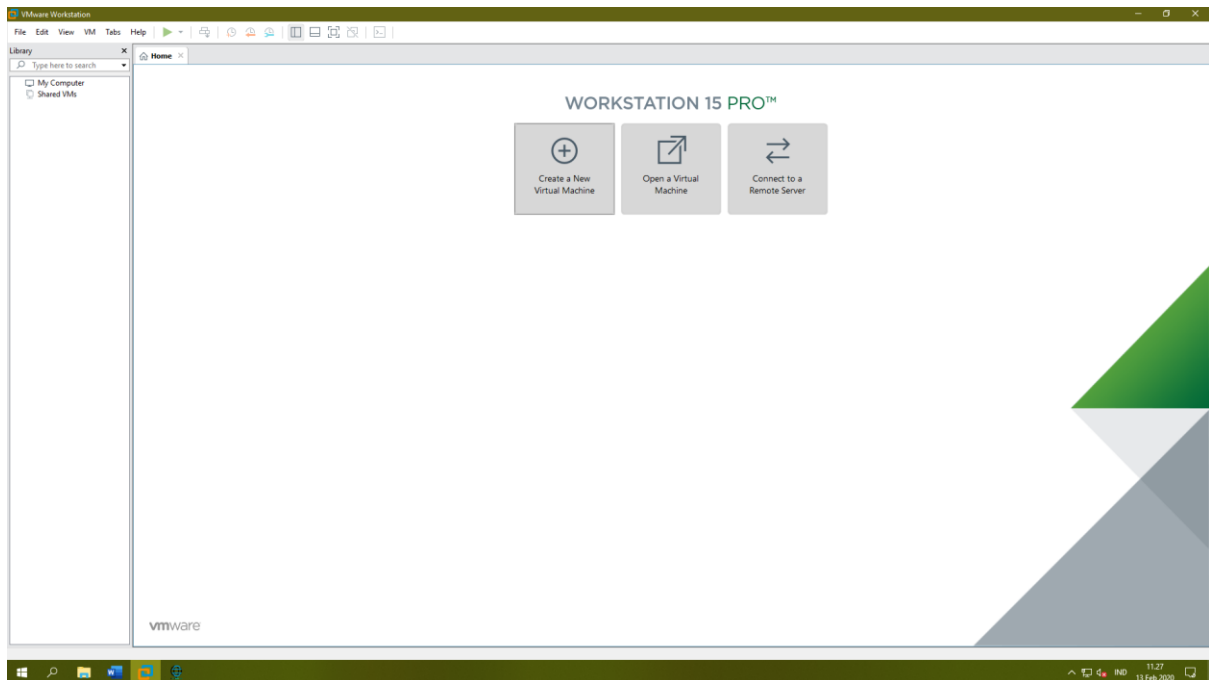 VMware Workstation
File Edit View VM Tabs Help
Library
Type here to search
My Computer
Shared VMs
Home
WORKSTATION 15 PRO™
Create a New
Virtual Machine
Open a Virtual
Machine
Connect to a
Remote Server
vmware
IND
11.27
13 Feb 2020